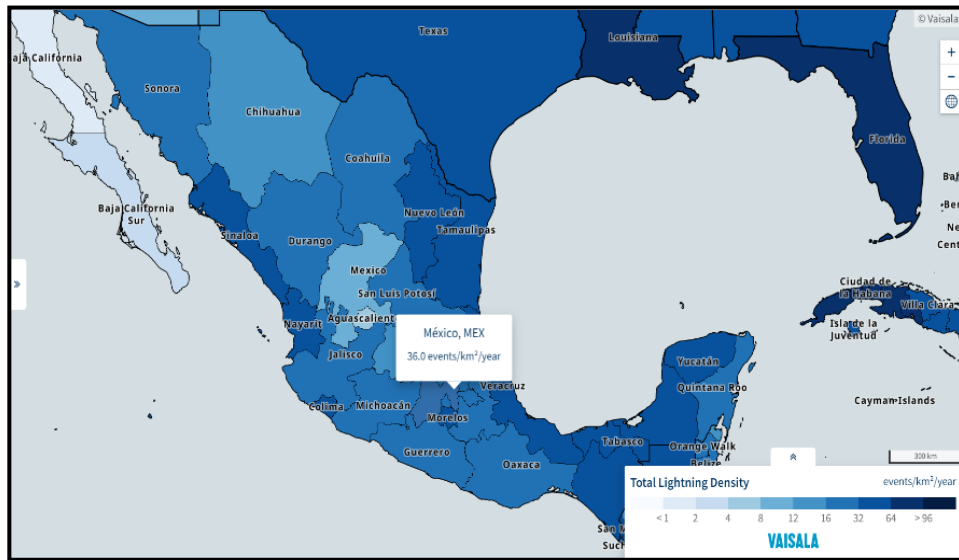 © Vaisala
Texas
Louisiana
+
−
aja California
Sonora
Chihuahua
Florida
Coahuila
Baja California
Sur
Nuevo León
Tamaulipas
Sinaloa
Durango
Mexico
San Luis Potosí
Ciudad de
la Habana
Villa Clara
Isla de la
Juventud
Nayarit
Aguascalient
México, MEX
36.0 events/km²/year
Jalisco
Yucatán
Quintana Roo
Veracruz
Cayman Islands
Colima
Michoacán
Morelos
Guerrero
Oaxaca
Tabasco
Orange Walk
Belize
300 km
Total Lightning Density
events/km²/year
< 1 2 4 8 12 16 32 64 > 96
VAISALA